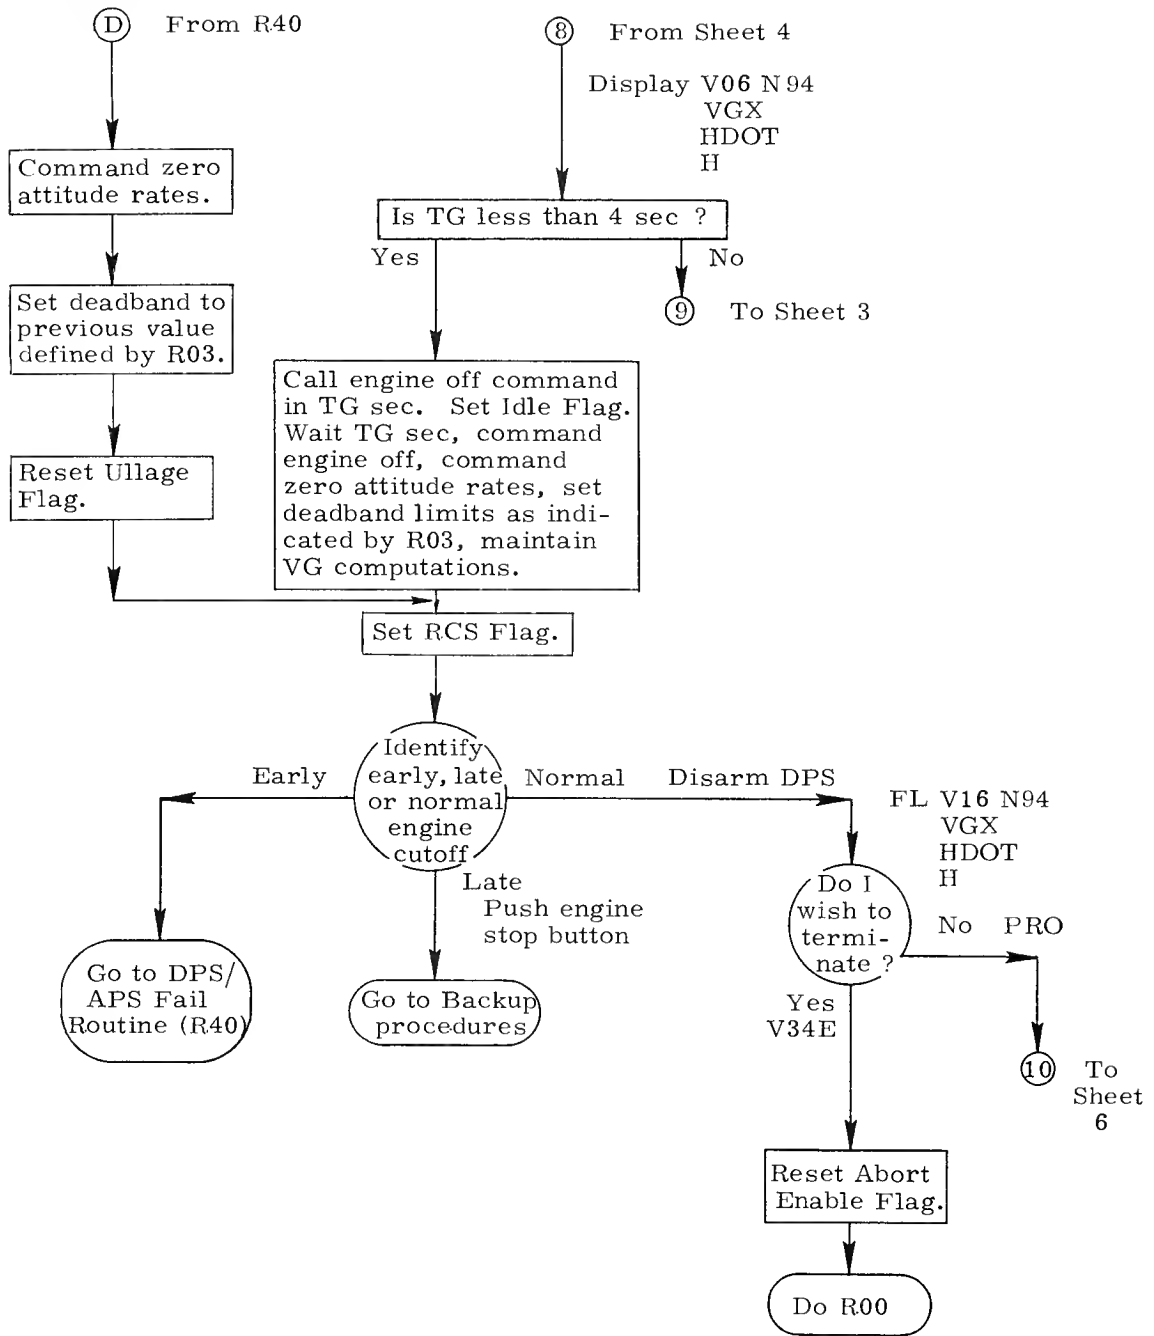 D From R40
Command zero
attitude rates.
Set deadband to
previous value
defined by R03.
Reset Ullage
Flag.
8 From Sheet 4
Display V06 N94
VGX
HDOT
H
Is TG less than 4 sec ?
Yes
No
9 To Sheet 3
Call engine off command
in TG sec. Set Idle Flag.
Wait TG sec, command
engine off, command
zero attitude rates, set
deadband limits as indi-
cated by R03, maintain
VG computations.
Set RCS Flag.
Identify
early, late
or normal
engine
cutoff
Early
Go to DPS/
APS Fail
Routine (R40)
Late
Push engine
stop button
Go to Backup
procedures
Normal Disarm DPS
FL V16 N94
VGX
HDOT
H
Do I
wish to
termi-
nate ?
No PRO
10 To
Sheet
6
Yes
V34E
Reset Abort
Enable Flag.
Do R00